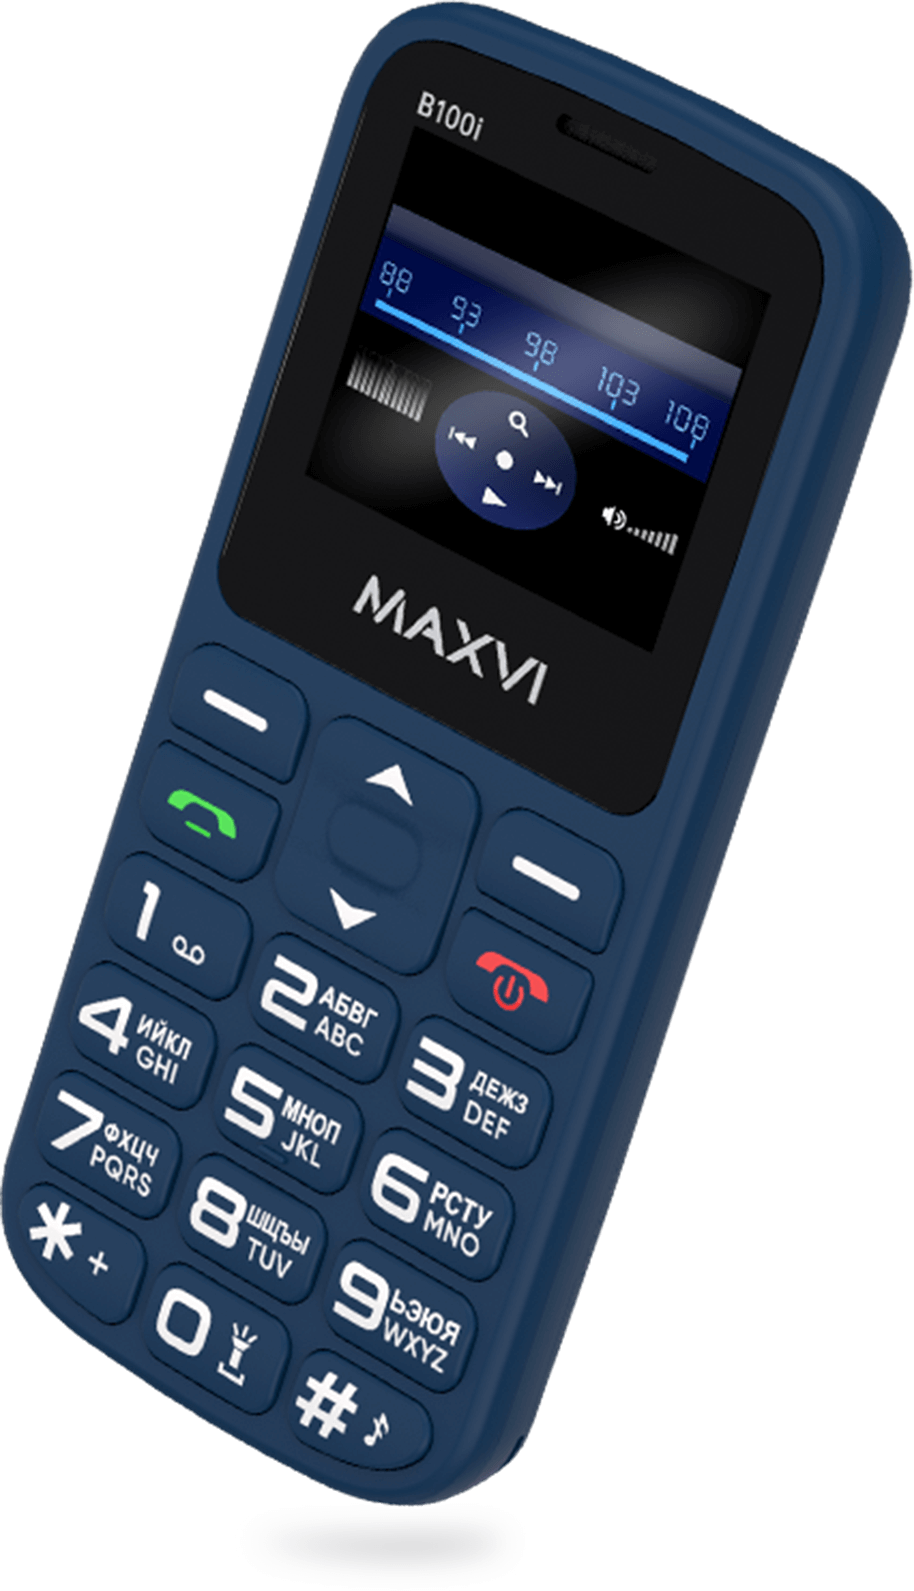 B100i
88 93 98 103 108
MAXVI
1
2 АБВГ
ABC
3 ДЕЖЗ
DEF
4 ИЙКЛ
GHI
5 МНОП
JKL
6 РСТУ
MNO
7 ФХЦЧ
PQRS
8 ШЩЪЫ
TUV
9 ЬЭЮЯ
WXYZ
* +
0
#